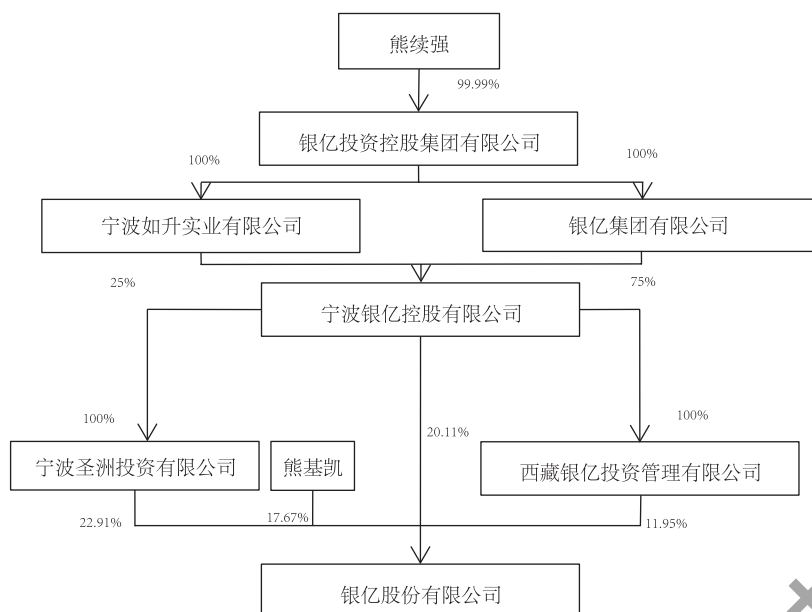 熊续强
99.99%
银亿投资控股集团有限公司
100%
100%
宁波如升实业有限公司
银亿集团有限公司
25%
75%
宁波银亿控股有限公司
100%
20.11%
100%
宁波圣洲投资有限公司
熊基凯
西藏银亿投资管理有限公司
22.91%
17.67%
11.95%
银亿股份有限公司